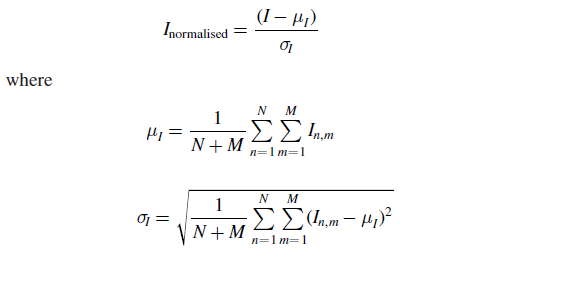 I_normalised = (I − μ_I) / σ_I
where
μ_I = 1/(N + M) ∑_{n=1}^{N} ∑_{m=1}^{M} I_{n,m}
σ_I = √(1/(N + M) ∑_{n=1}^{N} ∑_{m=1}^{M} (I_{n,m} − μ_I)²)